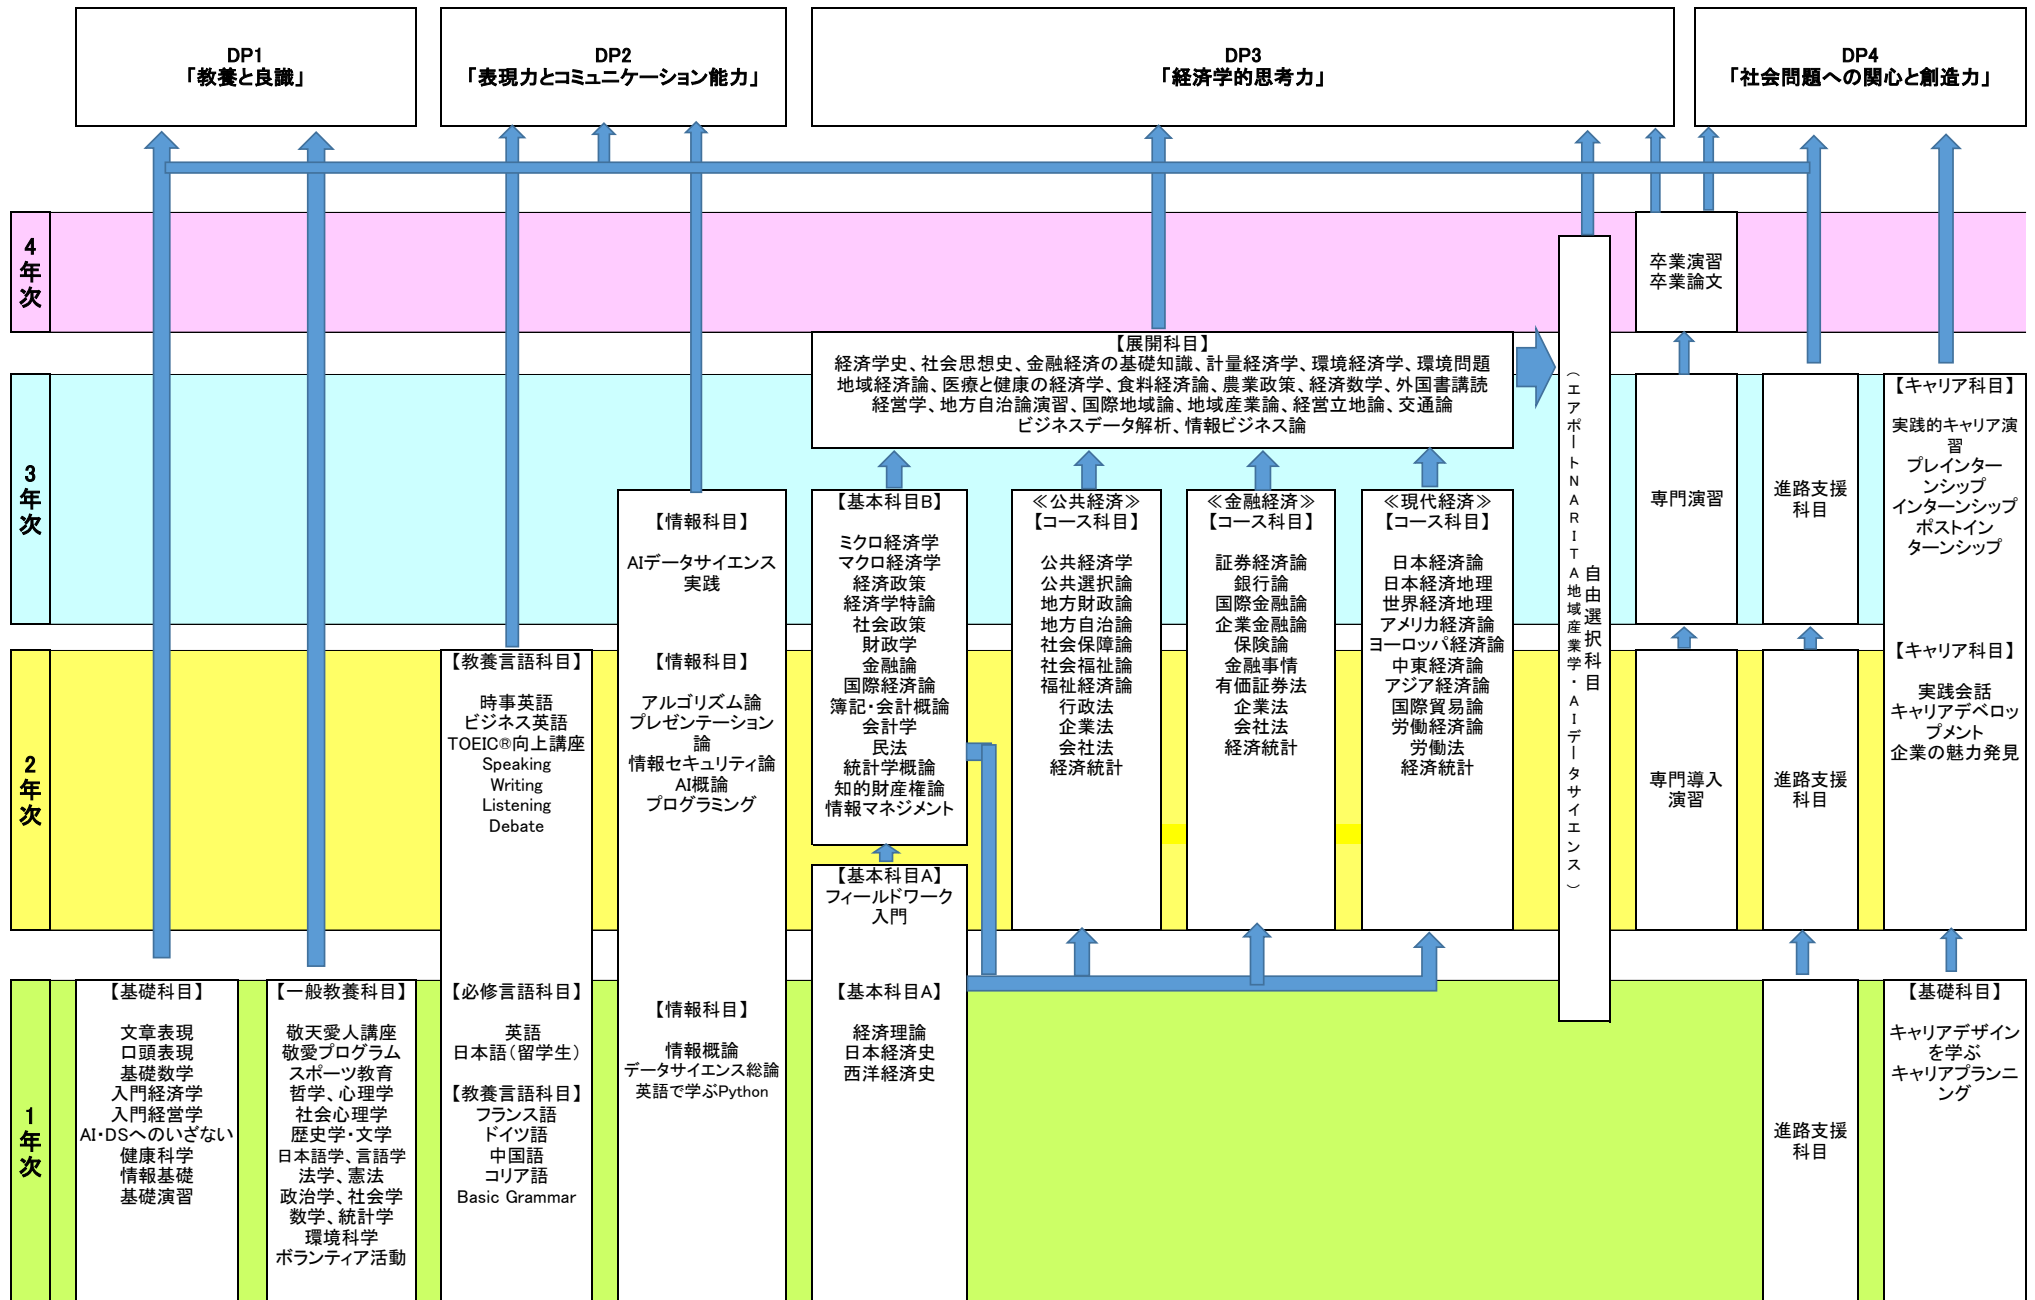 DP1
「教養と良識」
DP2
「表現力とコミュニケーション能力」
DP3
「経済学的思考力」
DP4
「社会問題への関心と創造力」
4年次
卒業演習
卒業論文
【展開科目】
経済学史、社会思想史、金融経済の基礎知識、計量経済学、環境経済学、環境問題
地域経済論、医療と健康の経済学、食料経済論、農業政策、経済数学、外国書講読
経営学、地方自治論演習、国際地域論、地域産業論、経営立地論、交通論
ビジネスデータ解析、情報ビジネス論
自由選択科目
（エアポートNARITA地域産業学・AIデータサイエンス）
3年次
【情報科目】
AIデータサイエンス
実践
【基本科目B】
ミクロ経済学
マクロ経済学
経済政策
経済学特論
社会政策
財政学
金融論
国際経済論
簿記・会計概論
会計学
民法
統計学概論
知的財産権論
情報マネジメント
≪公共経済≫
【コース科目】
公共経済学
公共選択論
地方財政論
地方自治論
社会保障論
社会福祉論
福祉経済論
行政法
企業法
会社法
経済統計
≪金融経済≫
【コース科目】
証券経済論
銀行論
国際金融論
企業金融論
保険論
金融事情
有価証券法
企業法
会社法
経済統計
≪現代経済≫
【コース科目】
日本経済論
日本経済地理
世界経済地理
アメリカ経済論
ヨーロッパ経済論
中東経済論
アジア経済論
国際貿易論
労働経済論
労働法
経済統計
専門演習
進路支援
科目
【キャリア科目】
実践的キャリア演
習
プレインター
ンシップ
インターンシップ
ポストイン
ターンシップ
2年次
【教養言語科目】
時事英語
ビジネス英語
TOEIC®向上講座
Speaking
Writing
Listening
Debate
【情報科目】
アルゴリズム論
プレゼンテーション
論
情報セキュリティ論
AI概論
プログラミング
【基本科目A】
フィールドワーク
入門
専門導入
演習
進路支援
科目
【キャリア科目】
実践会話
キャリアデベロッ
プメント
企業の魅力発見
1年次
【基礎科目】
文章表現
口頭表現
基礎数学
入門経済学
入門経営学
AI・DSへのいざない
健康科学
情報基礎
基礎演習
【一般教養科目】
敬天愛人講座
敬愛プログラム
スポーツ教育
哲学、心理学
社会心理学
歴史学・文学
日本語学、言語学
法学、憲法
政治学、社会学
数学、統計学
環境科学
ボランティア活動
【必修言語科目】
英語
日本語（留学生）
【教養言語科目】
フランス語
ドイツ語
中国語
コリア語
Basic Grammar
【情報科目】
情報概論
データサイエンス総論
英語で学ぶPython
【基本科目A】
経済理論
日本経済史
西洋経済史
進路支援
科目
【基礎科目】
キャリアデザイン
を学ぶ
キャリアプランニ
ング